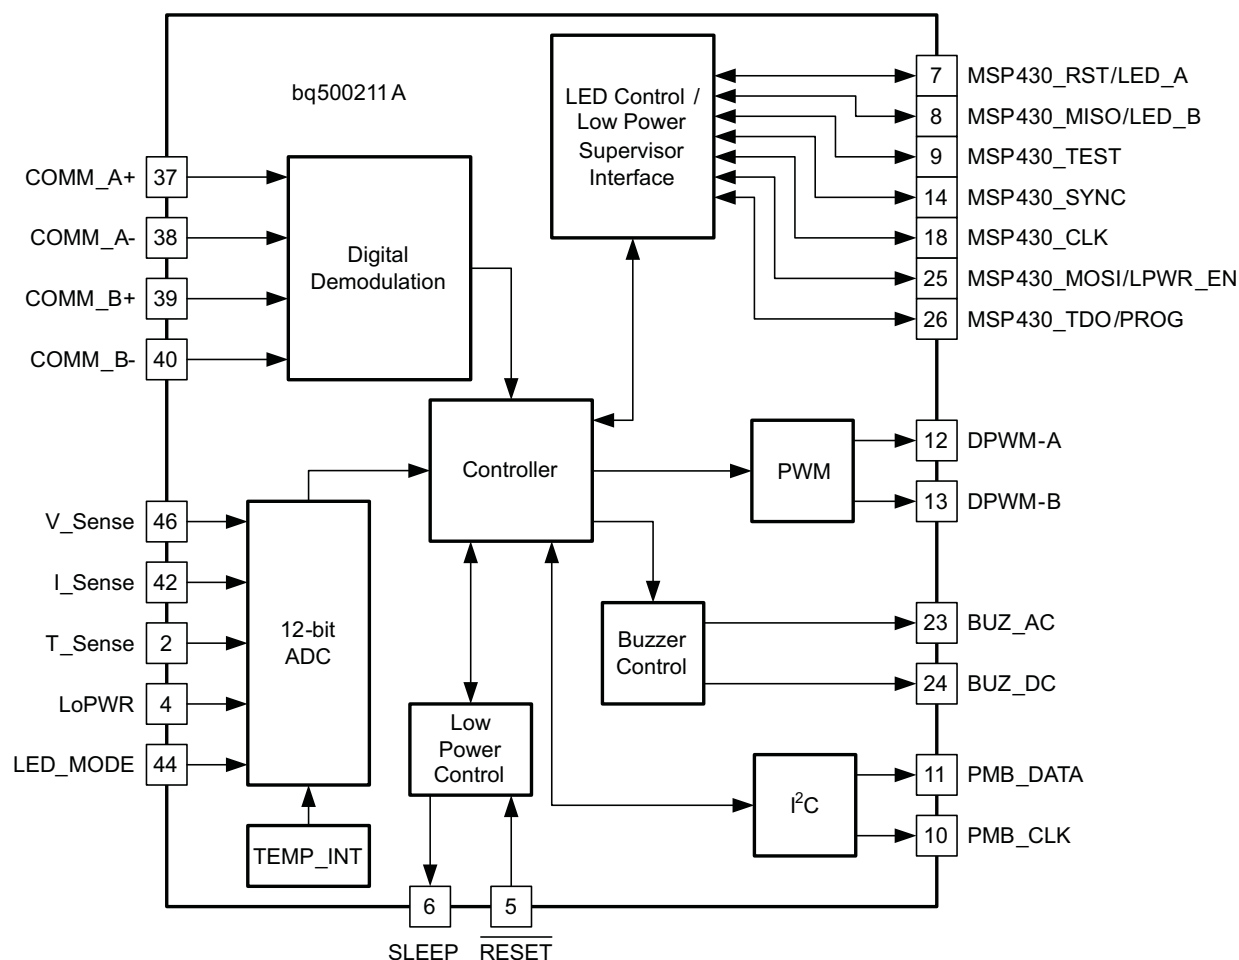 bq500211A
COMM_A+ 37
COMM_A- 38
COMM_B+ 39
COMM_B- 40
Digital
Demodulation
LED Control /
Low Power
Supervisor
Interface
7 MSP430_RST/LED_A
8 MSP430_MISO/LED_B
9 MSP430_TEST
14 MSP430_SYNC
18 MSP430_CLK
25 MSP430_MOSI/LPWR_EN
26 MSP430_TDO/PROG
Controller
PWM
12 DPWM-A
13 DPWM-B
V_Sense 46
I_Sense 42
T_Sense 2
LoPWR 4
LED_MODE 44
12-bit
ADC
TEMP_INT
Buzzer
Control
23 BUZ_AC
24 BUZ_DC
Low
Power
Control
I²C
11 PMB_DATA
10 PMB_CLK
6
SLEEP
5
RESET